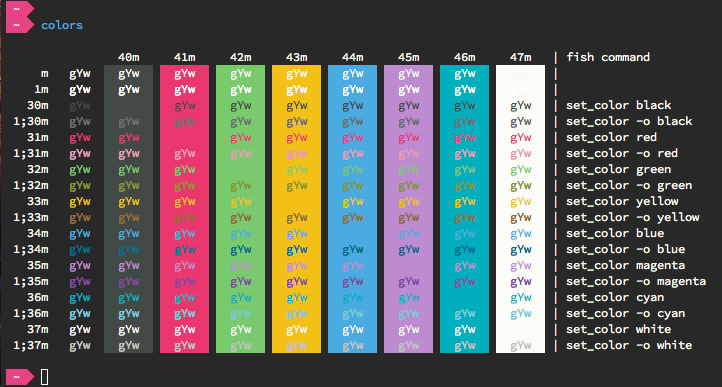 ~
~ colors
40m 41m 42m 43m 44m 45m 46m 47m | fish command
m gYw gYw gYw gYw gYw gYw gYw gYw |
1m gYw gYw gYw gYw gYw gYw gYw gYw |
30m gYw gYw gYw gYw gYw gYw gYw gYw | set_color black
1;30m gYw gYw gYw gYw gYw gYw gYw gYw gYw | set_color -o black
31m gYw gYw gYw gYw gYw gYw gYw gYw | set_color red
1;31m gYw gYw gYw gYw gYw gYw gYw gYw gYw | set_color -o red
32m gYw gYw gYw gYw gYw gYw gYw gYw | set_color green
1;32m gYw gYw gYw gYw gYw gYw gYw gYw gYw | set_color -o green
33m gYw gYw gYw gYw gYw gYw gYw gYw | set_color yellow
1;33m gYw gYw gYw gYw gYw gYw gYw gYw gYw | set_color -o yellow
34m gYw gYw gYw gYw gYw gYw gYw gYw | set_color blue
1;34m gYw gYw gYw gYw gYw gYw gYw gYw gYw | set_color -o blue
35m gYw gYw gYw gYw gYw gYw gYw gYw | set_color magenta
1;35m gYw gYw gYw gYw gYw gYw gYw gYw gYw | set_color -o magenta
36m gYw gYw gYw gYw gYw gYw gYw gYw | set_color cyan
1;36m gYw gYw gYw gYw gYw gYw gYw gYw gYw | set_color -o cyan
37m gYw gYw gYw gYw gYw gYw gYw gYw | set_color white
1;37m gYw gYw gYw gYw gYw gYw gYw gYw gYw | set_color -o white
~